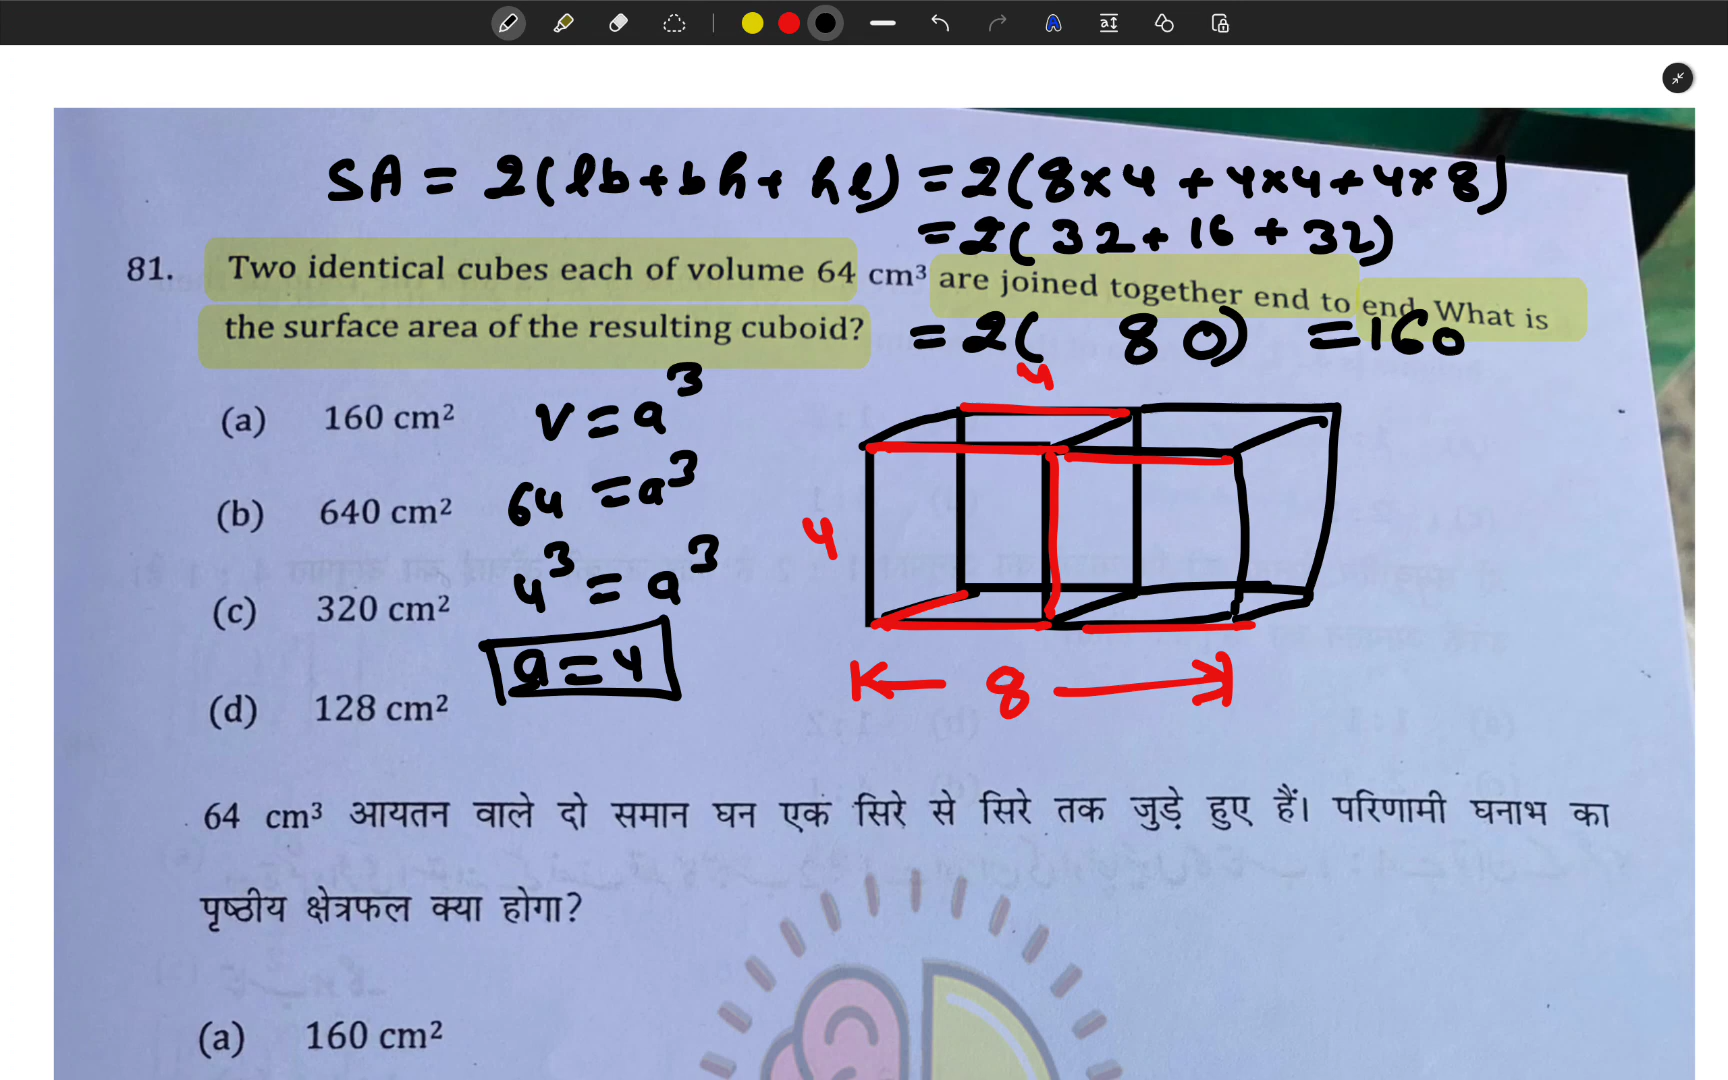 SA = 2(lb+bh+hl) = 2(8×4 + 4×4+4×8)
= 2(32+16+32)
81. Two identical cubes each of volume 64 cm³ are joined together end to end. What is
the surface area of the resulting cuboid?
= 2( 80) = 160
(a) 160 cm²
(b) 640 cm²
(c) 320 cm²
(d) 128 cm²
v = a³
64 = a³
4³ = a³
a = 4
4
4
8
64 cm³ आयतन वाले दो समान घन एक सिरे से सिरे तक जुड़े हुए हैं। परिणामी घनाभ का
पृष्ठीय क्षेत्रफल क्या होगा?
(a) 160 cm²